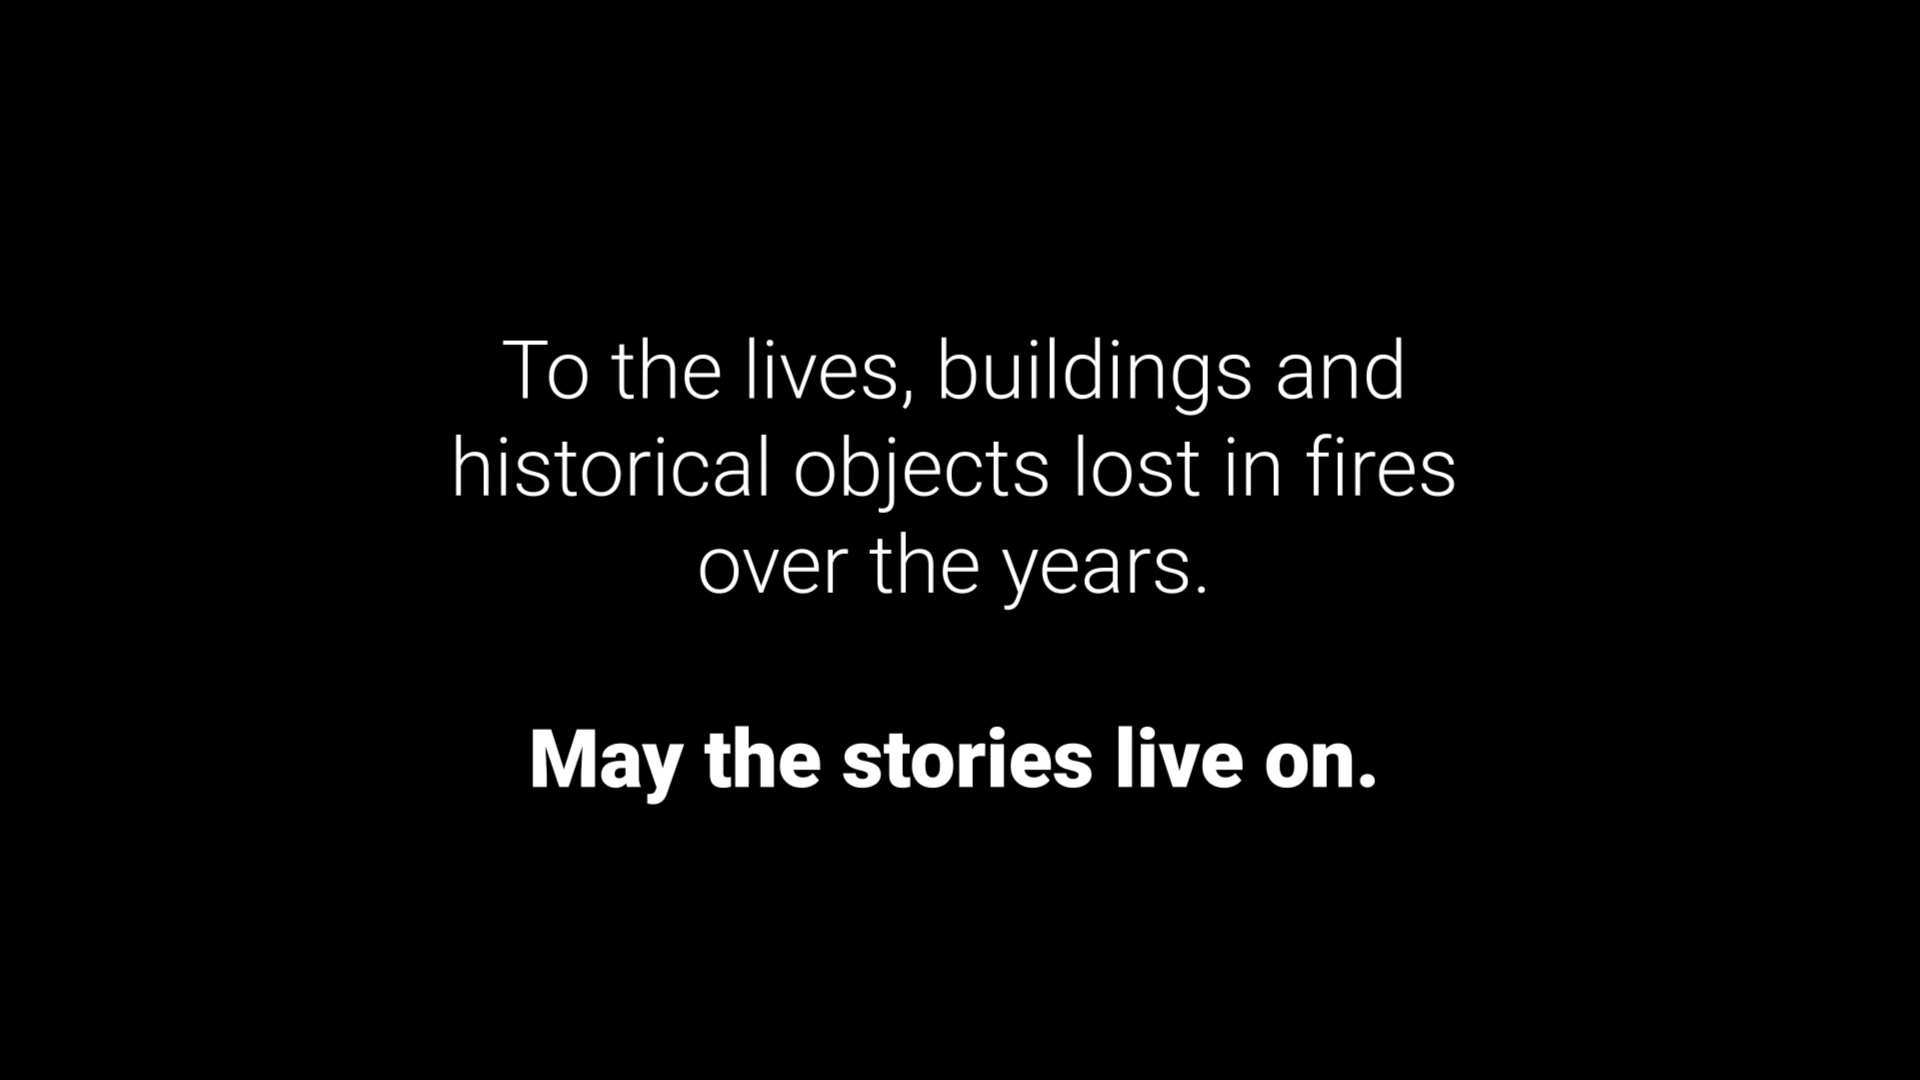 To the lives, buildings and
historical objects lost in fires
over the years.
May the stories live on.